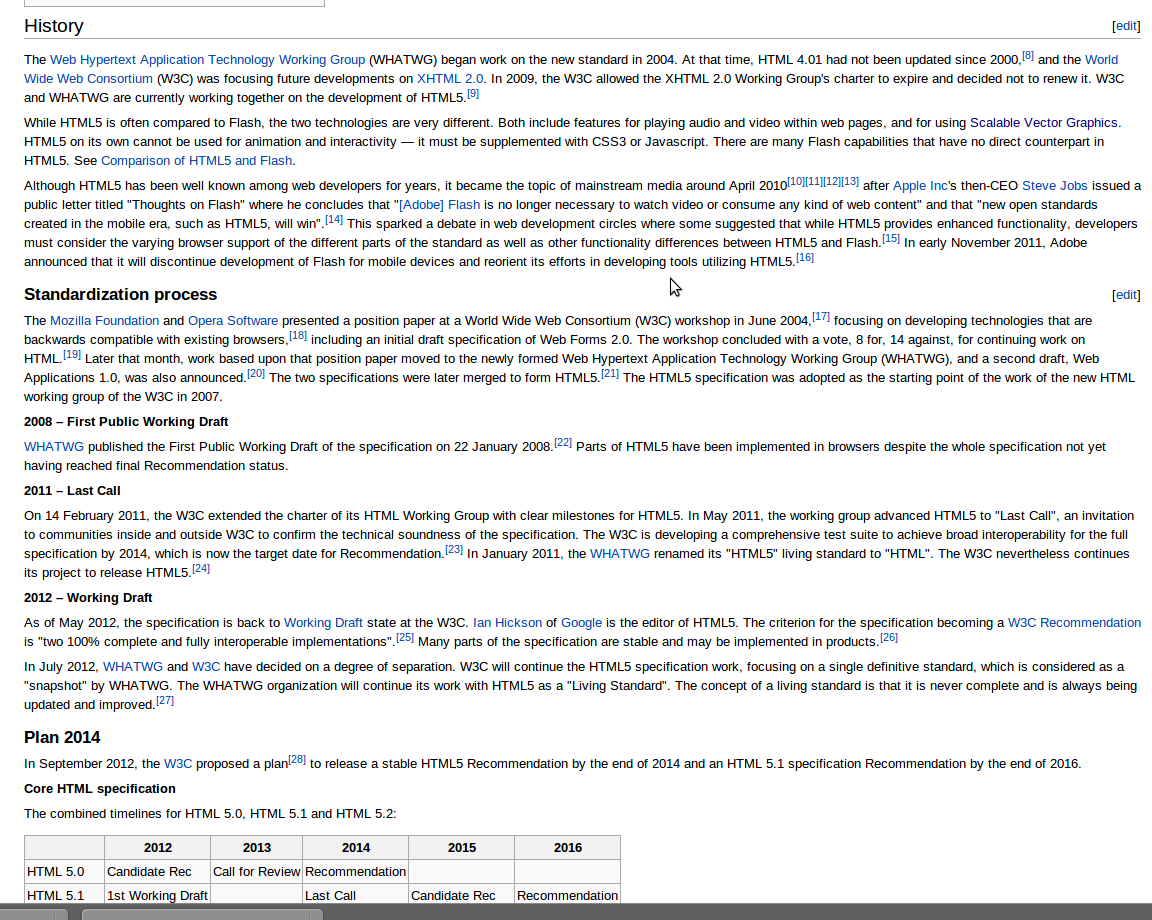 History [edit]
The Web Hypertext Application Technology Working Group (WHATWG) began work on the new standard in 2004. At that time, HTML 4.01 had not been updated since 2000,[8] and the World
Wide Web Consortium (W3C) was focusing future developments on XHTML 2.0. In 2009, the W3C allowed the XHTML 2.0 Working Group's charter to expire and decided not to renew it. W3C
and WHATWG are currently working together on the development of HTML5.[9]
While HTML5 is often compared to Flash, the two technologies are very different. Both include features for playing audio and video within web pages, and for using Scalable Vector Graphics.
HTML5 on its own cannot be used for animation and interactivity — it must be supplemented with CSS3 or Javascript. There are many Flash capabilities that have no direct counterpart in
HTML5. See Comparison of HTML5 and Flash.
Although HTML5 has been well known among web developers for years, it became the topic of mainstream media around April 2010[10][11][12][13] after Apple Inc's then-CEO Steve Jobs issued a
public letter titled "Thoughts on Flash" where he concludes that "[Adobe] Flash is no longer necessary to watch video or consume any kind of web content" and that "new open standards
created in the mobile era, such as HTML5, will win".[14] This sparked a debate in web development circles where some suggested that while HTML5 provides enhanced functionality, developers
must consider the varying browser support of the different parts of the standard as well as other functionality differences between HTML5 and Flash.[15] In early November 2011, Adobe
announced that it will discontinue development of Flash for mobile devices and reorient its efforts in developing tools utilizing HTML5.[16]
Standardization process [edit]
The Mozilla Foundation and Opera Software presented a position paper at a World Wide Web Consortium (W3C) workshop in June 2004,[17] focusing on developing technologies that are
backwards compatible with existing browsers,[18] including an initial draft specification of Web Forms 2.0. The workshop concluded with a vote, 8 for, 14 against, for continuing work on
HTML.[19] Later that month, work based upon that position paper moved to the newly formed Web Hypertext Application Technology Working Group (WHATWG), and a second draft, Web
Applications 1.0, was also announced.[20] The two specifications were later merged to form HTML5.[21] The HTML5 specification was adopted as the starting point of the work of the new HTML
working group of the W3C in 2007.
2008 – First Public Working Draft
WHATWG published the First Public Working Draft of the specification on 22 January 2008.[22] Parts of HTML5 have been implemented in browsers despite the whole specification not yet
having reached final Recommendation status.
2011 – Last Call
On 14 February 2011, the W3C extended the charter of its HTML Working Group with clear milestones for HTML5. In May 2011, the working group advanced HTML5 to "Last Call", an invitation
to communities inside and outside W3C to confirm the technical soundness of the specification. The W3C is developing a comprehensive test suite to achieve broad interoperability for the full
specification by 2014, which is now the target date for Recommendation.[23] In January 2011, the WHATWG renamed its "HTML5" living standard to "HTML". The W3C nevertheless continues
its project to release HTML5.[24]
2012 – Working Draft
As of May 2012, the specification is back to Working Draft state at the W3C. Ian Hickson of Google is the editor of HTML5. The criterion for the specification becoming a W3C Recommendation
is "two 100% complete and fully interoperable implementations".[25] Many parts of the specification are stable and may be implemented in products.[26]
In July 2012, WHATWG and W3C have decided on a degree of separation. W3C will continue the HTML5 specification work, focusing on a single definitive standard, which is considered as a
"snapshot" by WHATWG. The WHATWG organization will continue its work with HTML5 as a "Living Standard". The concept of a living standard is that it is never complete and is always being
updated and improved.[27]
Plan 2014
In September 2012, the W3C proposed a plan[28] to release a stable HTML5 Recommendation by the end of 2014 and an HTML 5.1 specification Recommendation by the end of 2016.
Core HTML specification
The combined timelines for HTML 5.0, HTML 5.1 and HTML 5.2:
2012 2013 2014 2015 2016
HTML 5.0 Candidate Rec Call for Review Recommendation
HTML 5.1 1st Working Draft Last Call Candidate Rec Recommendation